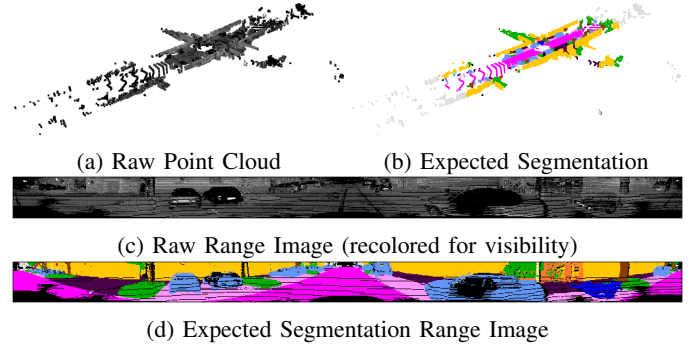 (a) Raw Point Cloud
(b) Expected Segmentation
(c) Raw Range Image (recolored for visibility)
(d) Expected Segmentation Range Image